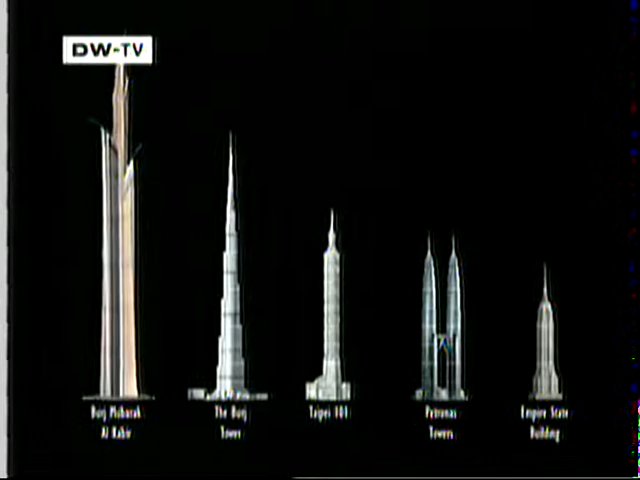 DW-TV
Burj Mubarak
Al Kabir
The Burj
Tower
Taipei 101
Petronas
Towers
Empire State
Building